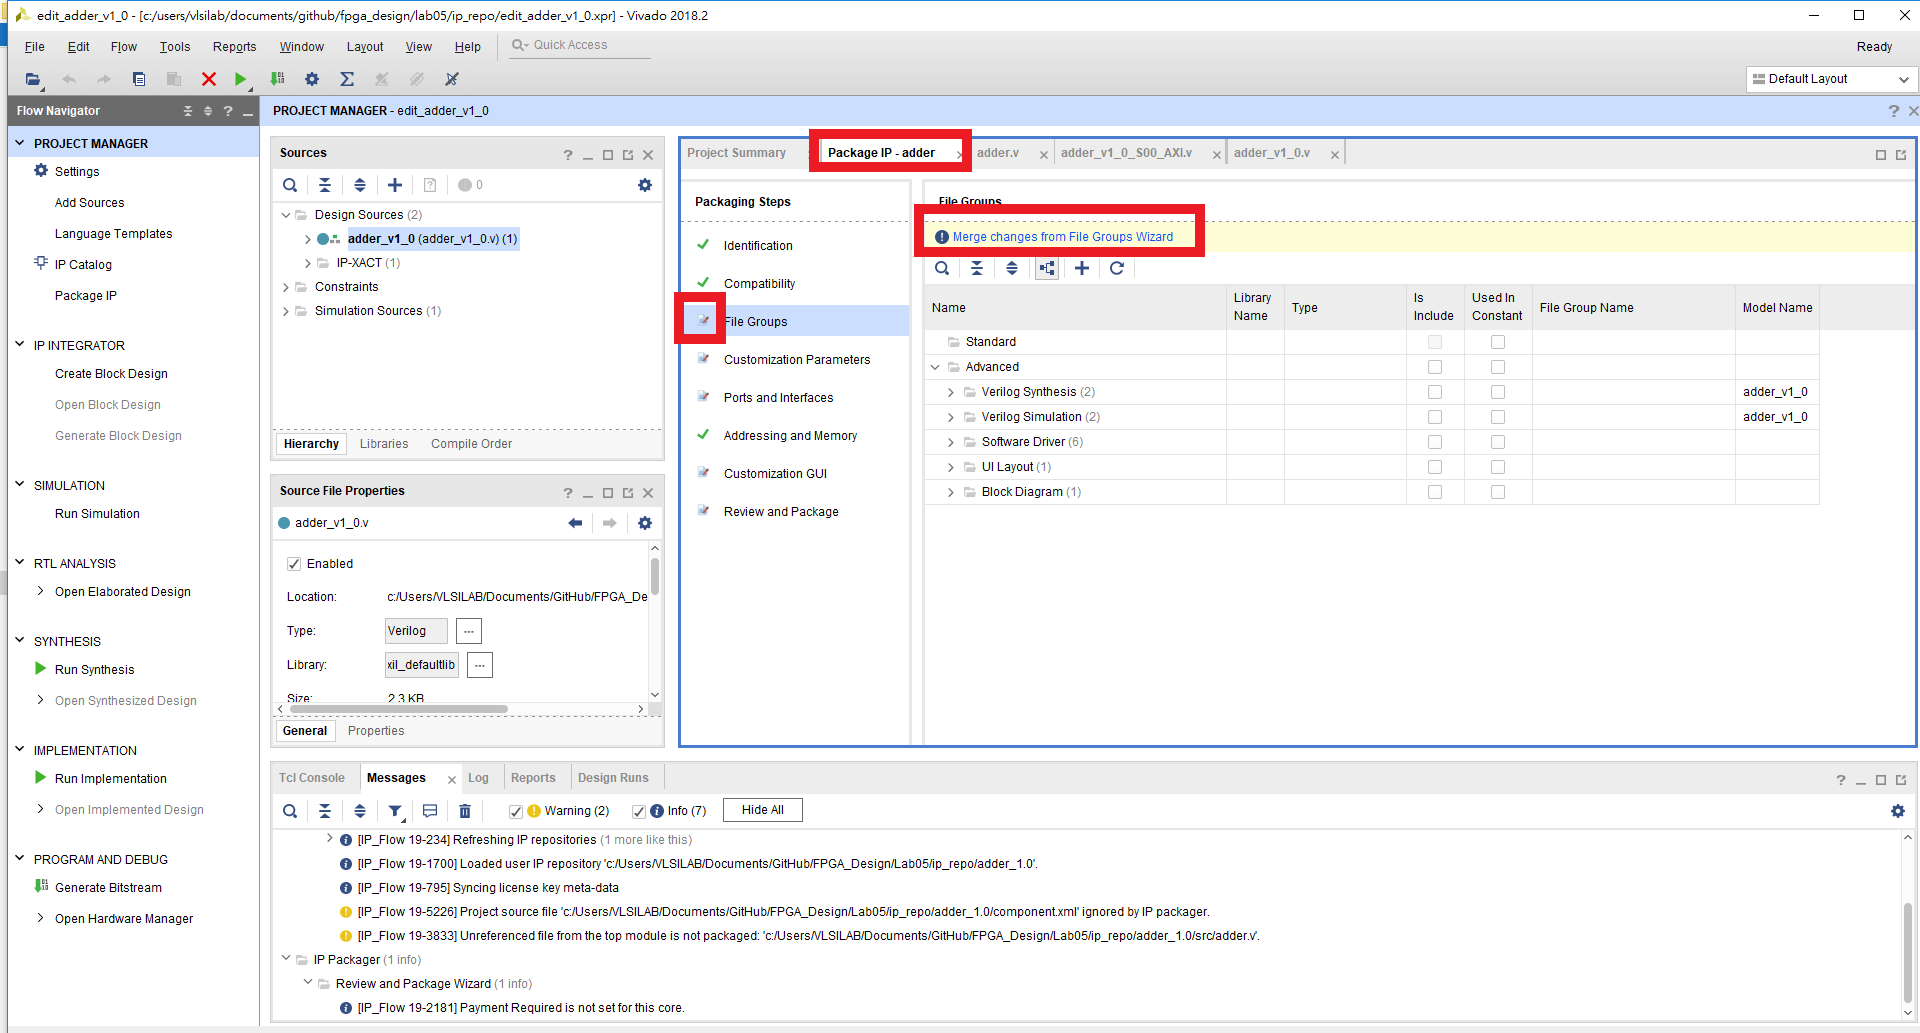 edit_adder_v1_0 - [c:/users/vlsilab/documents/github/fpga_design/lab05/ip_repo/edit_adder_v1_0.xpr] - Vivado 2018.2
File Edit Flow Tools Reports Window Layout View Help Quick Access
Ready
Default Layout
Flow Navigator
PROJECT MANAGER
Settings
Add Sources
Language Templates
IP Catalog
Package IP
IP INTEGRATOR
Create Block Design
Open Block Design
Generate Block Design
SIMULATION
Run Simulation
RTL ANALYSIS
Open Elaborated Design
SYNTHESIS
Run Synthesis
Open Synthesized Design
IMPLEMENTATION
Run Implementation
Open Implemented Design
PROGRAM AND DEBUG
Generate Bitstream
Open Hardware Manager
PROJECT MANAGER - edit_adder_v1_0
Sources
0
Design Sources (2)
adder_v1_0 (adder_v1_0.v) (1)
IP-XACT (1)
Constraints
Simulation Sources (1)
Hierarchy Libraries Compile Order
Source File Properties
adder_v1_0.v
Enabled
Location: c:/Users/VLSILAB/Documents/GitHub/FPGA_De
Type: Verilog
Library: xil_defaultlib
Size: 2.3 KB
General Properties
Project Summary Package IP - adder adder.v adder_v1_0_S00_AXI.v adder_v1_0.v
Packaging Steps
Identification
Compatibility
File Groups
Customization Parameters
Ports and Interfaces
Addressing and Memory
Customization GUI
Review and Package
File Groups
Merge changes from File Groups Wizard
Name Library Name Type Is Include Used In Constant File Group Name Model Name
Standard
Advanced
Verilog Synthesis (2) adder_v1_0
Verilog Simulation (2) adder_v1_0
Software Driver (6)
UI Layout (1)
Block Diagram (1)
Tcl Console Messages Log Reports Design Runs
Warning (2) Info (7) Hide All
[IP_Flow 19-234] Refreshing IP repositories (1 more like this)
[IP_Flow 19-1700] Loaded user IP repository 'c:/Users/VLSILAB/Documents/GitHub/FPGA_Design/Lab05/ip_repo/adder_1.0'.
[IP_Flow 19-795] Syncing license key meta-data
[IP_Flow 19-5226] Project source file 'c:/Users/VLSILAB/Documents/GitHub/FPGA_Design/Lab05/ip_repo/adder_1.0/component.xml' ignored by IP packager.
[IP_Flow 19-3833] Unreferenced file from the top module is not packaged: 'c:/Users/VLSILAB/Documents/GitHub/FPGA_Design/Lab05/ip_repo/adder_1.0/src/adder.v'.
IP Packager (1 info)
Review and Package Wizard (1 info)
[IP_Flow 19-2181] Payment Required is not set for this core.